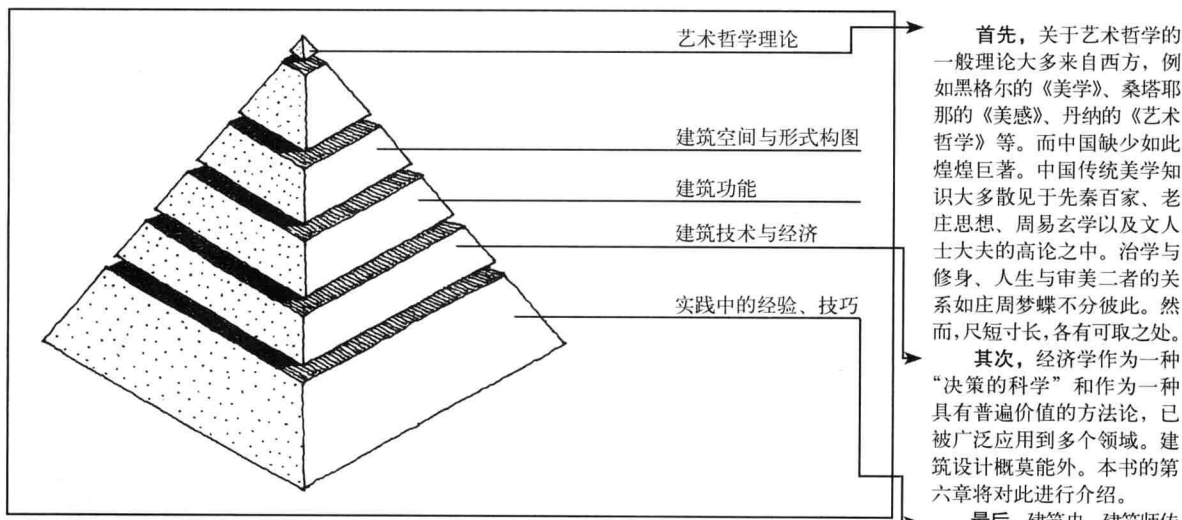 艺术哲学理论
建筑空间与形式构图
建筑功能
建筑技术与经济
实践中的经验、技巧
首先，关于艺术哲学的
一般理论大多来自西方，例
如黑格尔的《美学》、桑塔耶
那的《美感》、丹纳的《艺术
哲学》等。而中国缺少如此
煌煌巨著。中国传统美学知
识大多散见于先秦百家、老
庄思想、周易玄学以及文人
士大夫的高论之中。治学与
修身、人生与审美二者的关
系如庄周梦蝶不分彼此。然
而，尺短寸长，各有可取之处。
其次，经济学作为一种
“决策的科学”和作为一种
具有普遍价值的方法论，已
被广泛应用到多个领域。建
筑设计概莫能外。本书的第
六章将对此进行介绍。
最后，建筑史、建筑师传